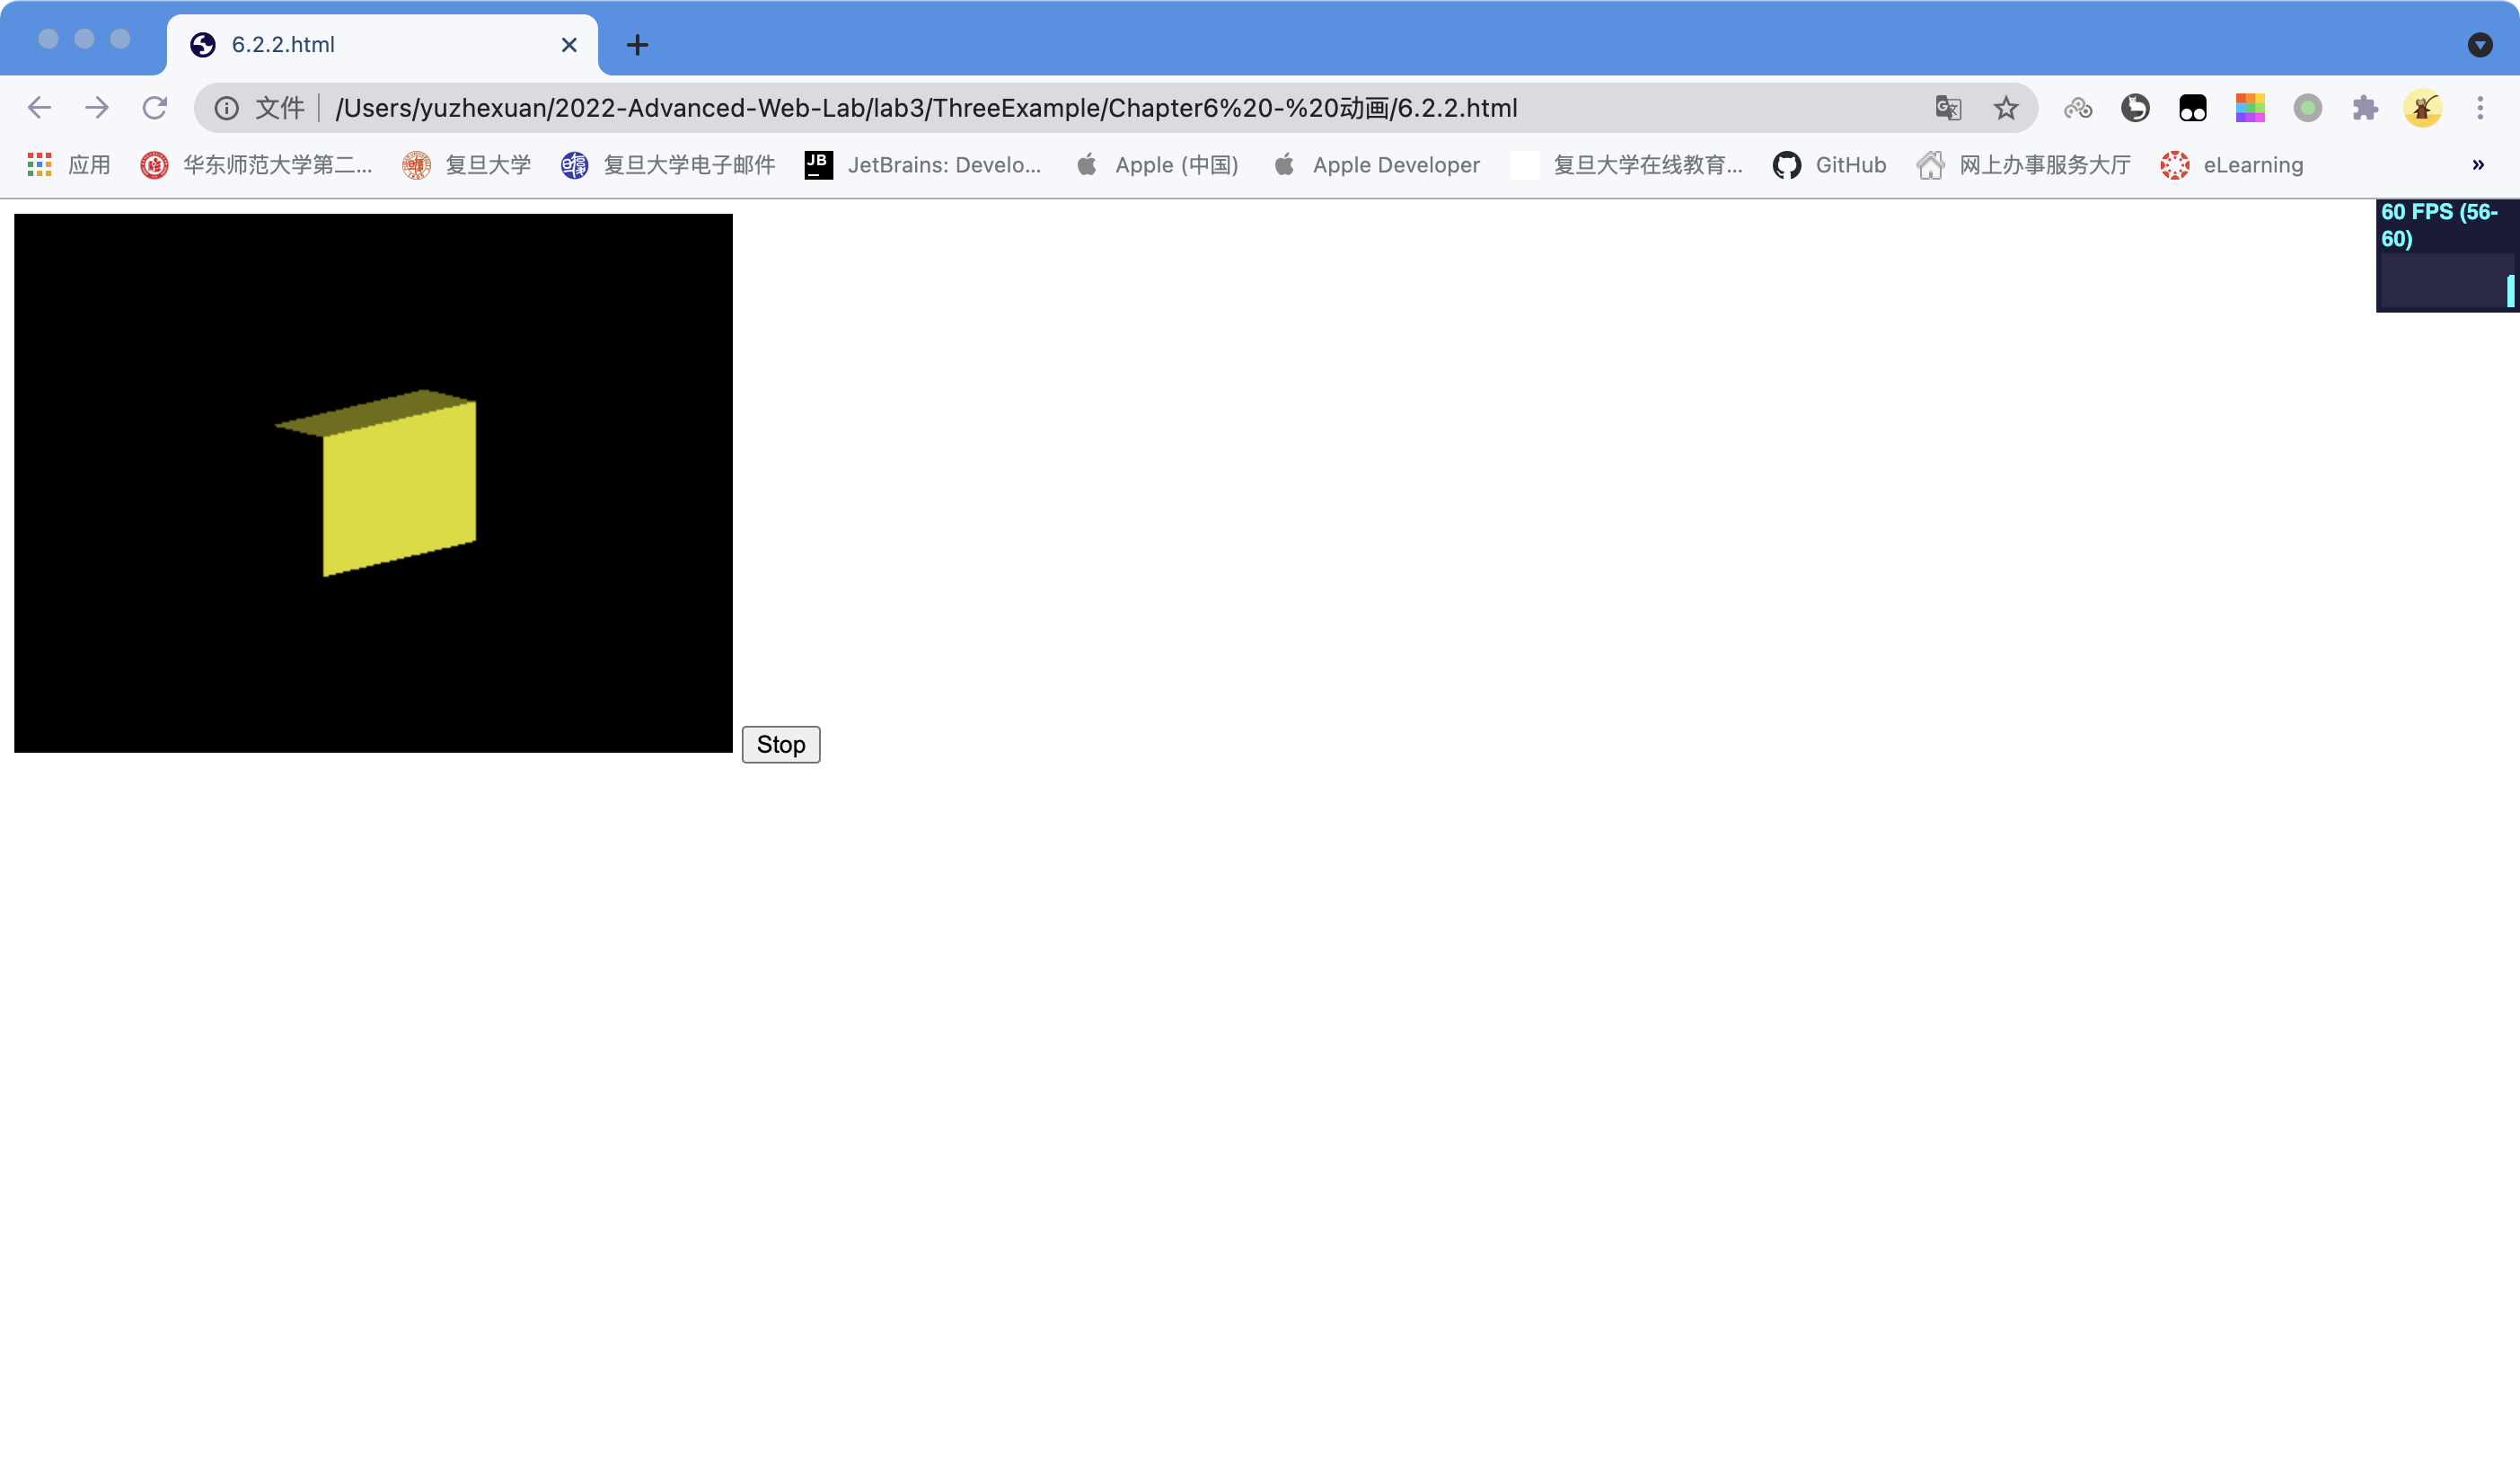 6.2.2.html
文件 /Users/yuzhexuan/2022-Advanced-Web-Lab/lab3/ThreeExample/Chapter6%20-%20动画/6.2.2.html
应用 华东师范大学第二... 复旦大学 复旦大学电子邮件 JB JetBrains: Develo... Apple (中国) Apple Developer 复旦大学在线教育... GitHub 网上办事服务大厅 eLearning »
60 FPS (56-
60)
Stop